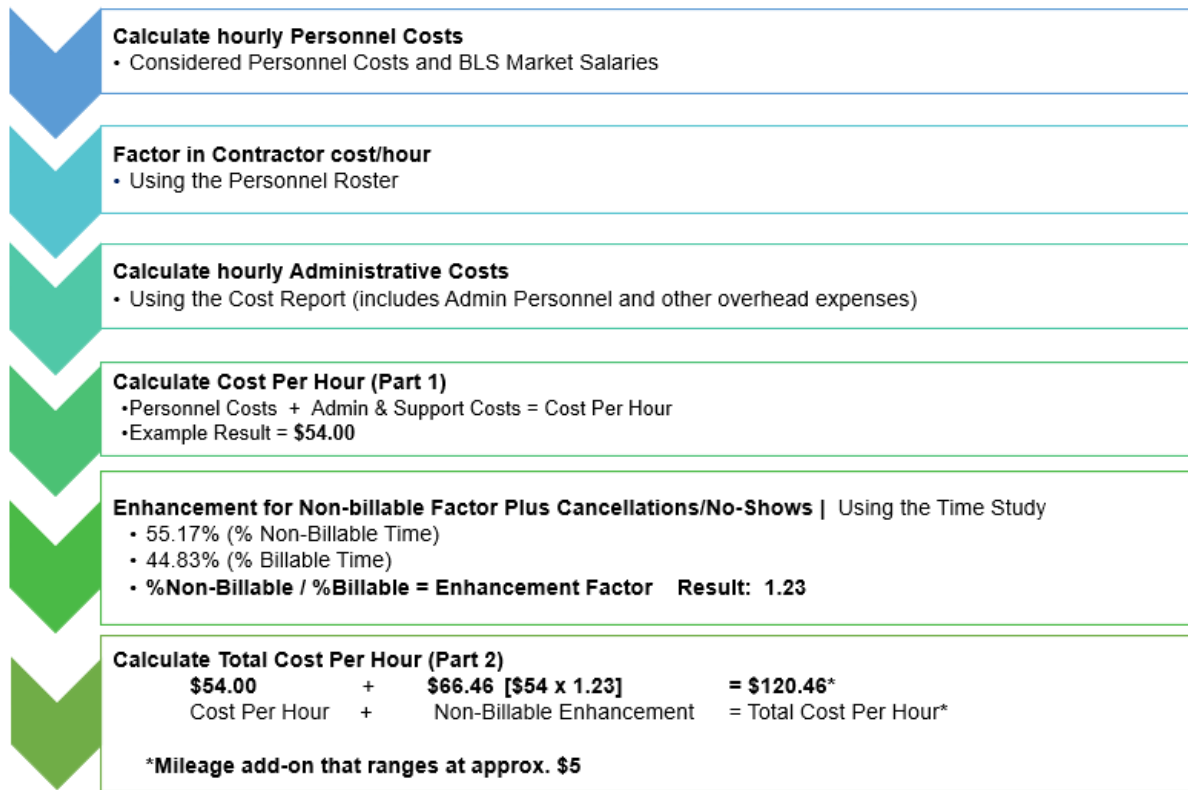 Calculate hourly Personnel Costs
• Considered Personnel Costs and BLS Market Salaries
Factor in Contractor cost/hour
• Using the Personnel Roster
Calculate hourly Administrative Costs
• Using the Cost Report (includes Admin Personnel and other overhead expenses)
Calculate Cost Per Hour (Part 1)
•Personnel Costs + Admin & Support Costs = Cost Per Hour
•Example Result = $54.00
Enhancement for Non-billable Factor Plus Cancellations/No-Shows | Using the Time Study
• 55.17% (% Non-Billable Time)
• 44.83% (% Billable Time)
• %Non-Billable / %Billable = Enhancement Factor Result: 1.23
Calculate Total Cost Per Hour (Part 2)
$54.00 + $66.46 [$54 x 1.23] = $120.46*
Cost Per Hour + Non-Billable Enhancement = Total Cost Per Hour*
*Mileage add-on that ranges at approx. $5